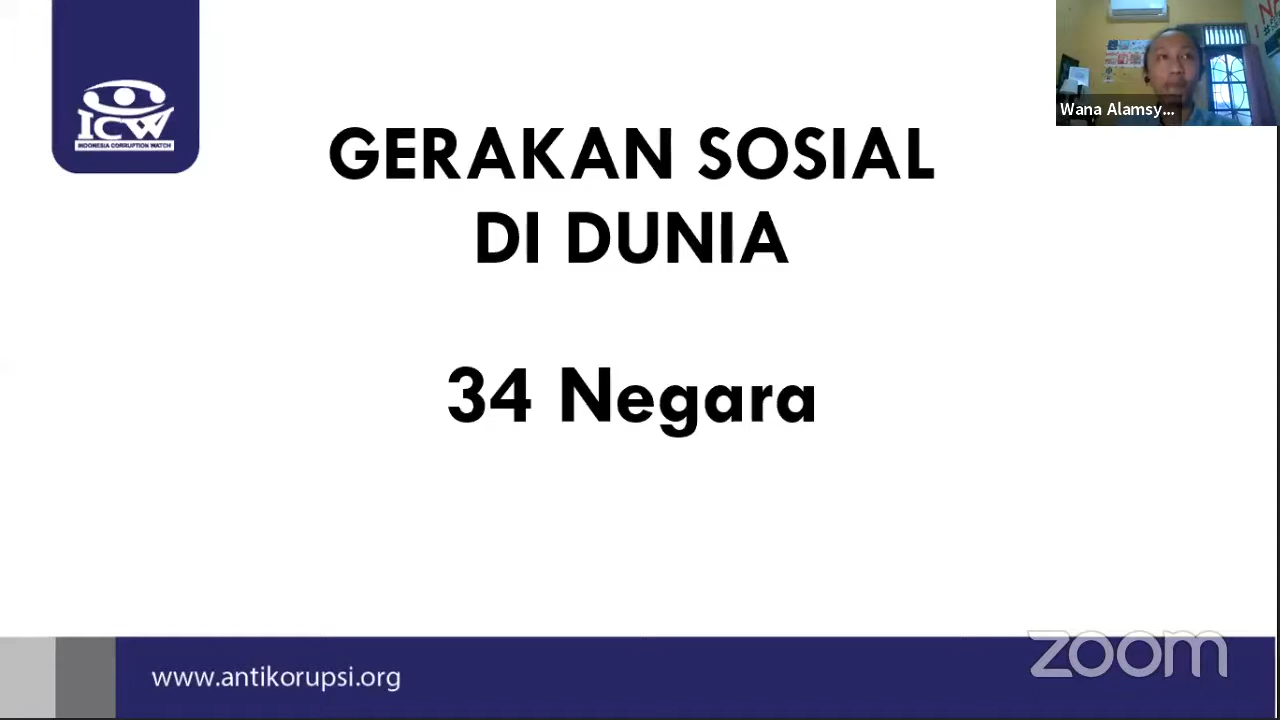 ICW
INDONESIA CORRUPTION WATCH
Wana Alamsy...
GERAKAN SOSIAL
DI DUNIA
34 Negara
www.antikorupsi.org
zoom